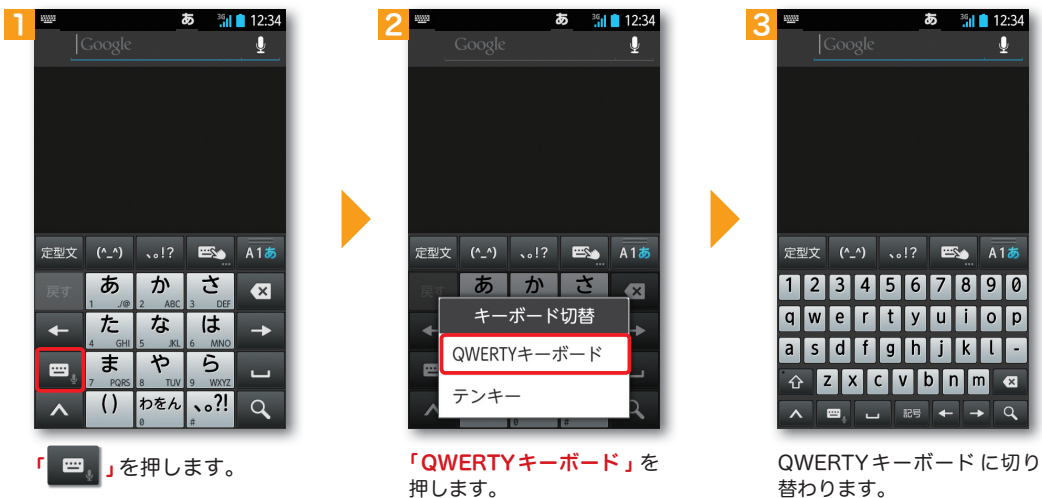 1
あ 3G 12:34
Google
定型文 (^_^) 、。!? A1あ
戻す あ 1 ./@ か 2 ABC さ 3 DEF
た 4 GHI な 5 JKL は 6 MNO
ま 7 PQRS や 8 TUV ら 9 WXYZ
() わをん 0 、。?! #
「 」を押します。
2
あ 3G 12:34
Google
定型文 (^_^) 、。!? A1あ
戻す あ か さ
キーボード切替
QWERTYキーボード
テンキー
0 #
「QWERTYキーボード」を
押します。
3
あ 3G 12:34
Google
定型文 (^_^) 、。!? A1あ
1 2 3 4 5 6 7 8 9 0
q w e r t y u i o p
a s d f g h j k l -
z x c v b n m
記号
QWERTYキーボード に切り
替わります。